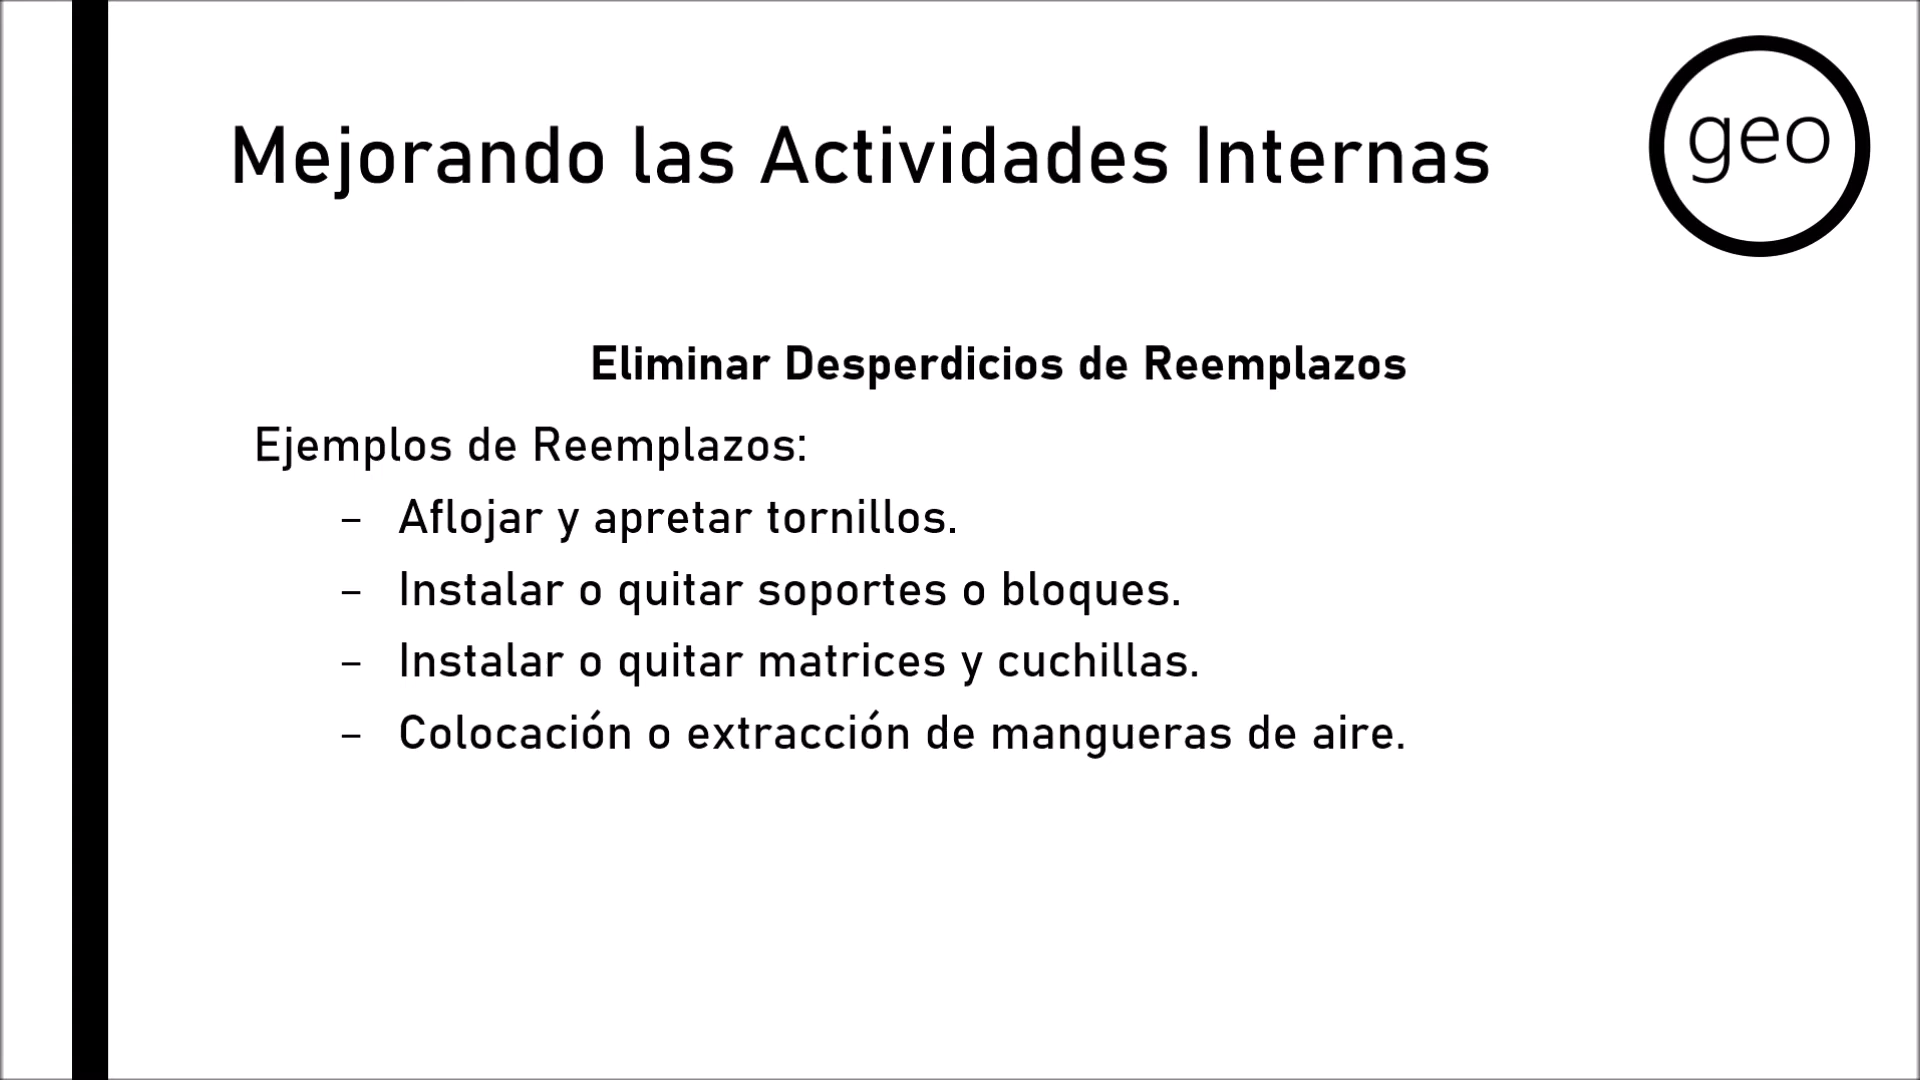 Mejorando las Actividades Internas
geo
Eliminar Desperdicios de Reemplazos
Ejemplos de Reemplazos:
– Aflojar y apretar tornillos.
– Instalar o quitar soportes o bloques.
– Instalar o quitar matrices y cuchillas.
– Colocación o extracción de mangueras de aire.